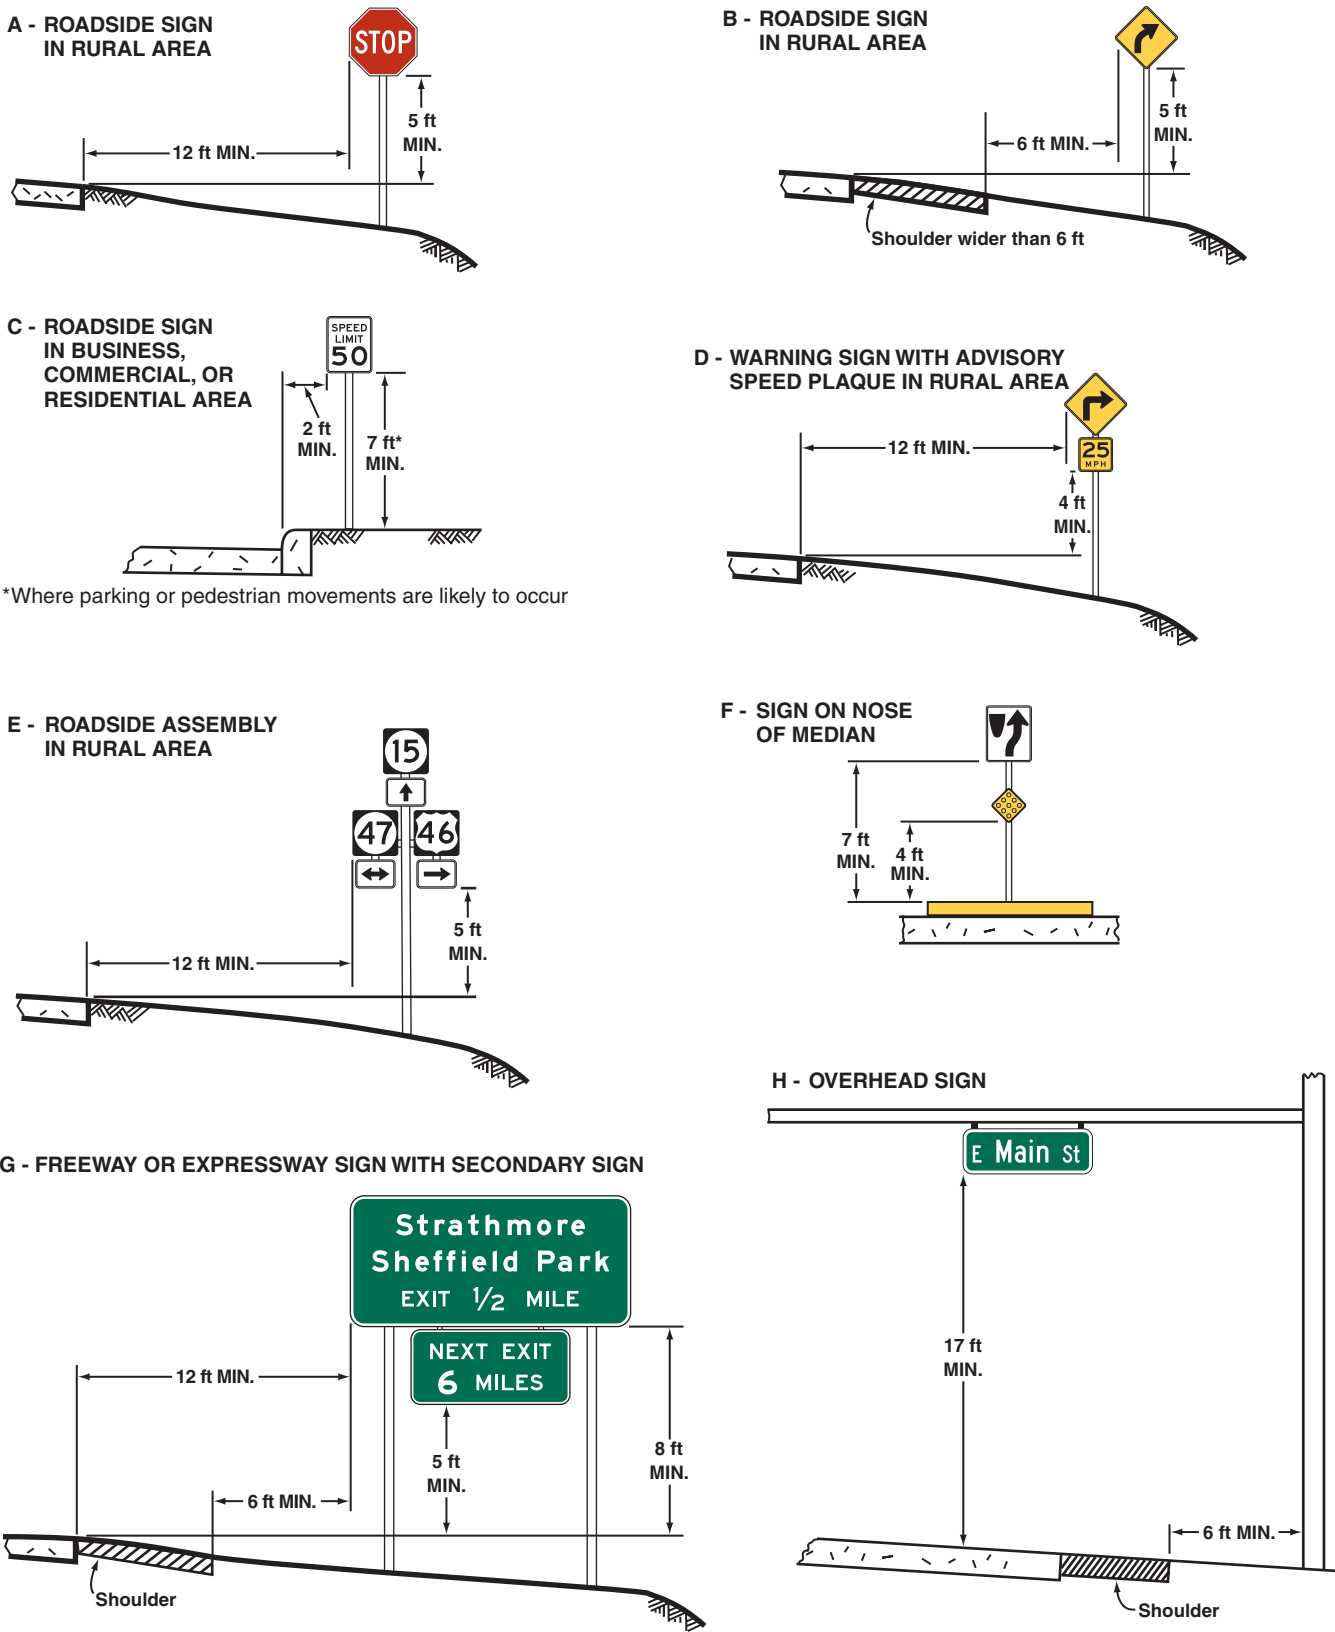 A - ROADSIDE SIGN
IN RURAL AREA
STOP
5 ft
MIN.
12 ft MIN.
B - ROADSIDE SIGN
IN RURAL AREA
5 ft
MIN.
6 ft MIN.
Shoulder wider than 6 ft
C - ROADSIDE SIGN
IN BUSINESS,
COMMERCIAL, OR
RESIDENTIAL AREA
SPEED
LIMIT
50
2 ft
MIN.
7 ft*
MIN.
*Where parking or pedestrian movements are likely to occur
D - WARNING SIGN WITH ADVISORY
SPEED PLAQUE IN RURAL AREA
25
MPH
12 ft MIN.
4 ft
MIN.
E - ROADSIDE ASSEMBLY
IN RURAL AREA
15
47 46
5 ft
MIN.
12 ft MIN.
F - SIGN ON NOSE
OF MEDIAN
7 ft
MIN.
4 ft
MIN.
G - FREEWAY OR EXPRESSWAY SIGN WITH SECONDARY SIGN
Strathmore
Sheffield Park
EXIT 1/2 MILE
NEXT EXIT
6 MILES
12 ft MIN.
6 ft MIN.
5 ft
MIN.
8 ft
MIN.
Shoulder
H - OVERHEAD SIGN
E Main St
17 ft
MIN.
6 ft MIN.
Shoulder